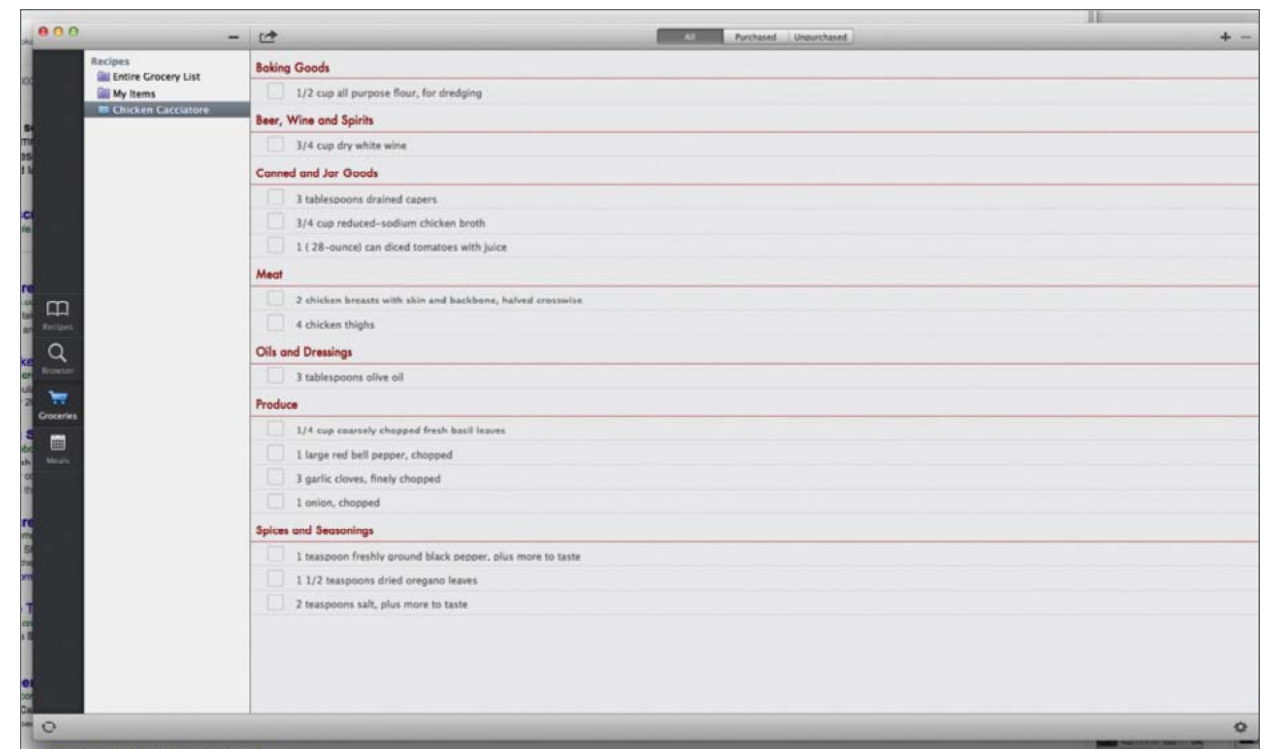 All
Purchased
Unpurchased
Recipes
Entire Grocery List
My Items
Chicken Cacciatore
Recipes
Browser
Groceries
Meals
Baking Goods
1/2 cup all purpose flour, for dredging
Beer, Wine and Spirits
3/4 cup dry white wine
Canned and Jar Goods
3 tablespoons drained capers
3/4 cup reduced-sodium chicken broth
1 ( 28-ounce) can diced tomatoes with juice
Meat
2 chicken breasts with skin and backbone, halved crosswise
4 chicken thighs
Oils and Dressings
3 tablespoons olive oil
Produce
1/4 cup coarsely chopped fresh basil leaves
1 large red bell pepper, chopped
3 garlic cloves, finely chopped
1 onion, chopped
Spices and Seasonings
1 teaspoon freshly ground black pepper, plus more to taste
1 1/2 teaspoons dried oregano leaves
2 teaspoons salt, plus more to taste